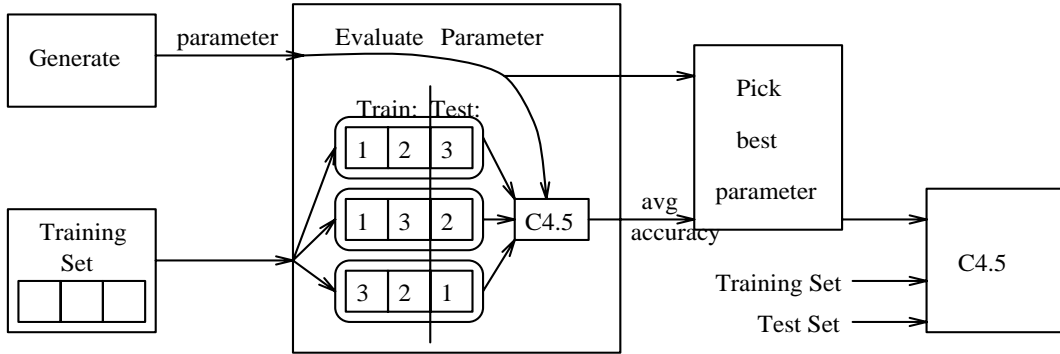 Generate
parameter
Evaluate Parameter
Train: Test:
1 2 3
1 3 2
3 2 1
C4.5
Training
Set
avg
accuracy
Pick
best
parameter
C4.5
Training Set
Test Set